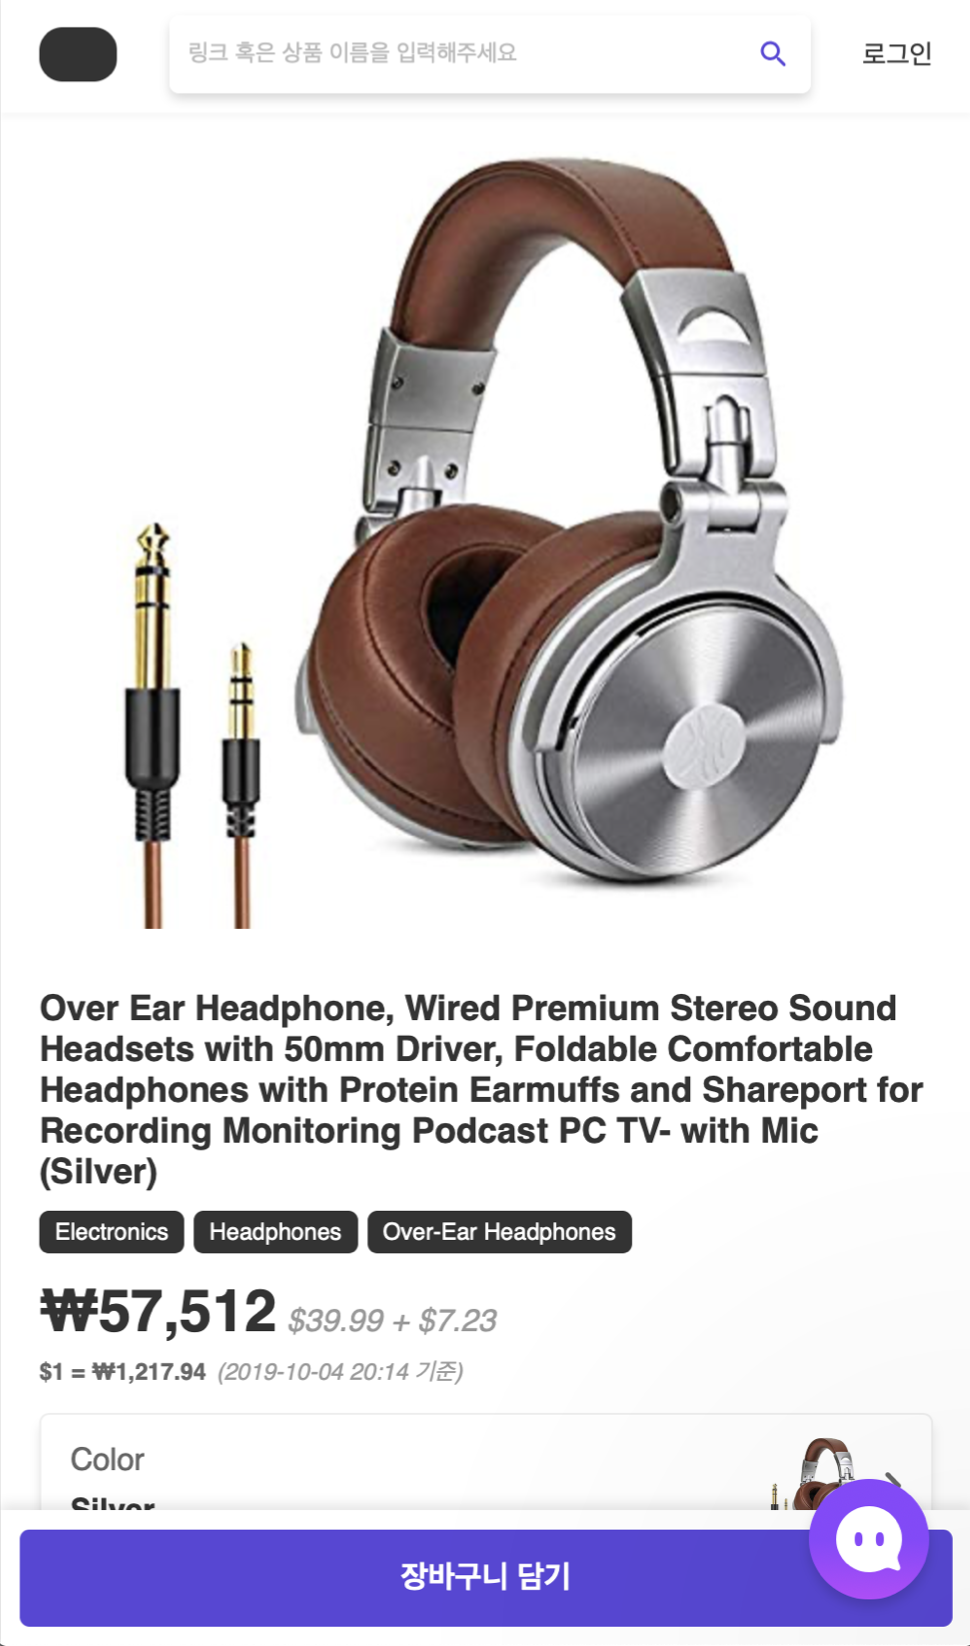 링크 혹은 상품 이름을 입력해주세요
로그인
Over Ear Headphone, Wired Premium Stereo Sound
Headsets with 50mm Driver, Foldable Comfortable
Headphones with Protein Earmuffs and Shareport for
Recording Monitoring Podcast PC TV- with Mic
(Silver)
Electronics Headphones Over-Ear Headphones
₩57,512 $39.99 + $7.23
$1 = ₩1,217.94 (2019-10-04 20:14 기준)
Color
Silver
장바구니 담기